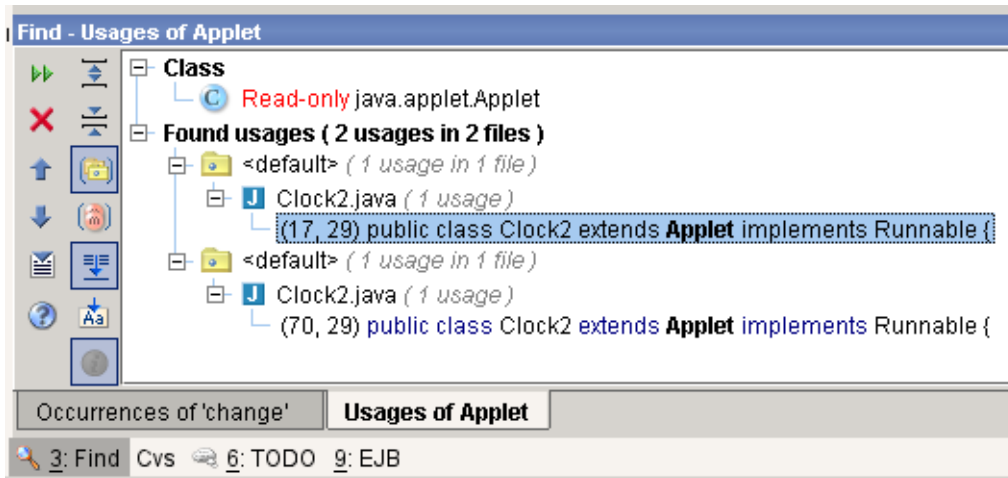 Find - Usages of Applet
Class
C Read-only java.applet.Applet
Found usages ( 2 usages in 2 files )
<default> ( 1 usage in 1 file )
J Clock2.java ( 1 usage )
(17, 29) public class Clock2 extends Applet implements Runnable {
<default> ( 1 usage in 1 file )
J Clock2.java ( 1 usage )
(70, 29) public class Clock2 extends Applet implements Runnable {
m
Aa
Occurrences of 'change' Usages of Applet
3: Find Cvs 6: TODO 9: EJB